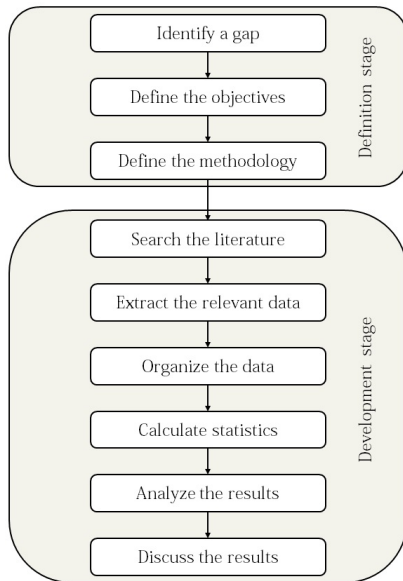 Identify a gap
Define the objectives
Define the methodology
Definition stage
Search the literature
Extract the relevant data
Organize the data
Calculate statistics
Analyze the results
Discuss the results
Development stage